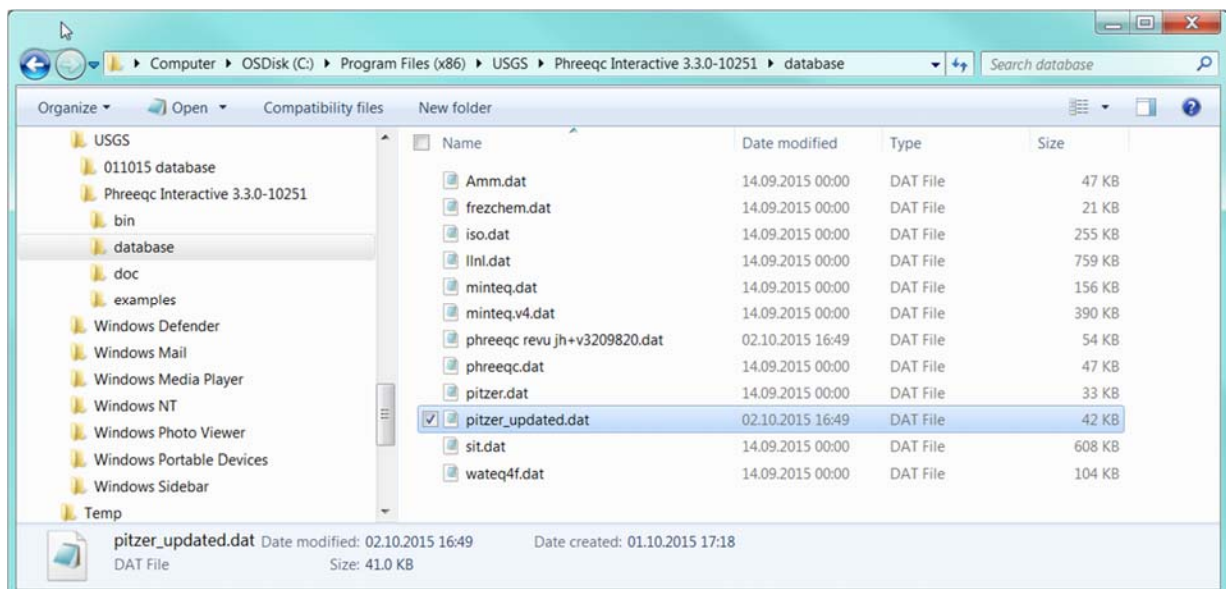 Computer OSDisk (C:) Program Files (x86) USGS Phreeqc Interactive 3.3.0-10251 database Search database
Organize Open Compatibility files New folder
USGS
011015 database
Phreeqc Interactive 3.3.0-10251
bin
database
doc
examples
Windows Defender
Windows Mail
Windows Media Player
Windows NT
Windows Photo Viewer
Windows Portable Devices
Windows Sidebar
Temp
Name Date modified Type Size
Amm.dat 14.09.2015 00:00 DAT File 47 KB
frezchem.dat 14.09.2015 00:00 DAT File 21 KB
iso.dat 14.09.2015 00:00 DAT File 255 KB
llnl.dat 14.09.2015 00:00 DAT File 759 KB
minteq.dat 14.09.2015 00:00 DAT File 156 KB
minteq.v4.dat 14.09.2015 00:00 DAT File 390 KB
phreeqc revu jh+v3209820.dat 02.10.2015 16:49 DAT File 54 KB
phreeqc.dat 14.09.2015 00:00 DAT File 47 KB
pitzer.dat 14.09.2015 00:00 DAT File 33 KB
pitzer_updated.dat 02.10.2015 16:49 DAT File 42 KB
sit.dat 14.09.2015 00:00 DAT File 608 KB
wateq4f.dat 14.09.2015 00:00 DAT File 104 KB
pitzer_updated.dat Date modified: 02.10.2015 16:49 Date created: 01.10.2015 17:18
DAT File Size: 41.0 KB